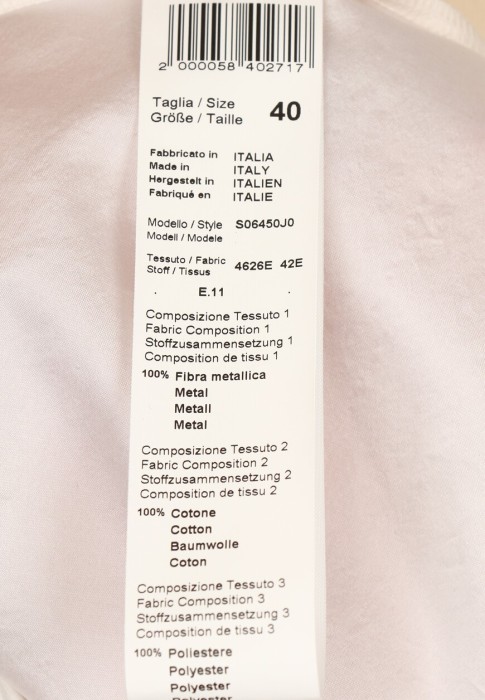 2 000058 402717
Taglia / Size 40
Größe / Taille
Fabbricato in ITALIA
Made in ITALY
Hergestelt in ITALIEN
Fabriqué en ITALIE
Modello / Style S06450J0
Modell / Modele
Tessuto / Fabric 4626E 42E
Stoff / Tissus
. E.11 .
Composizione Tessuto 1
Fabric Composition 1
Stoffzusammensetzung 1
Composition de tissu 1
100% Fibra metallica
Metal
Metall
Metal
Composizione Tessuto 2
Fabric Composition 2
Stoffzusammensetzung 2
Composition de tissu 2
100% Cotone
Cotton
Baumwolle
Coton
Composizione Tessuto 3
Fabric Composition 3
Stoffzusammensetzung 3
Composition de tissu 3
100% Poliestere
Polyester
Polyester